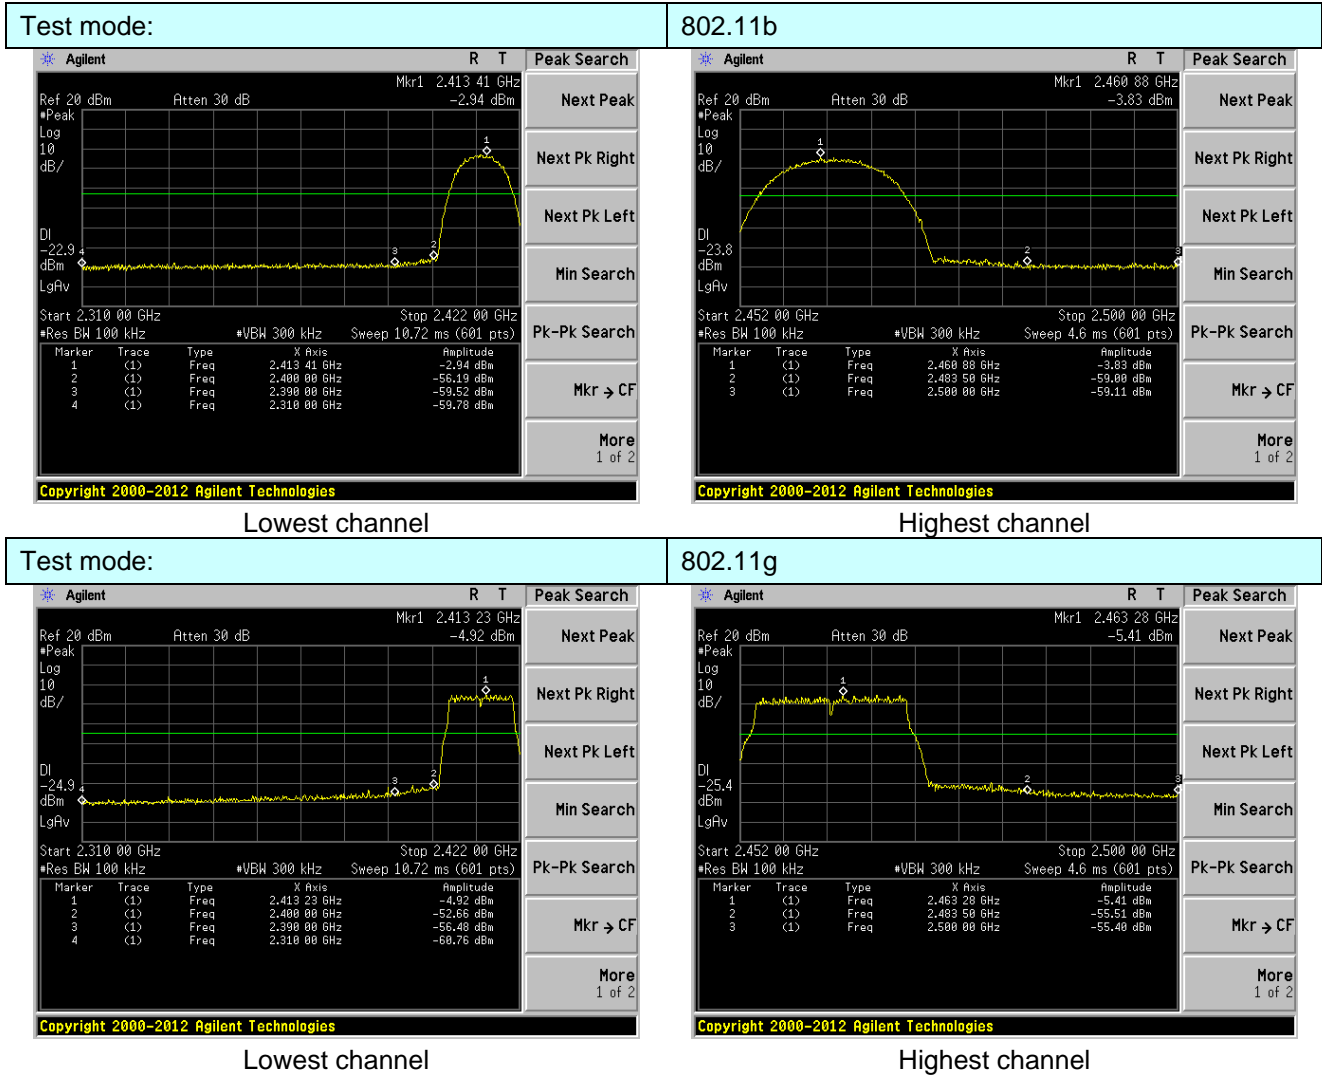 Test mode: 802.11b
Agilent R T Peak Search
Mkr1 2.413 41 GHz
Ref 20 dBm Atten 30 dB -2.94 dBm
#Peak
Log
10
dB/
1
DI
-22.9
dBm
LgAv
4
3
2
Start 2.310 00 GHz Stop 2.422 00 GHz
#Res BW 100 kHz #VBW 300 kHz Sweep 10.72 ms (601 pts)
Marker Trace Type X Axis Amplitude
1 (1) Freq 2.413 41 GHz -2.94 dBm
2 (1) Freq 2.400 00 GHz -56.19 dBm
3 (1) Freq 2.390 00 GHz -59.52 dBm
4 (1) Freq 2.310 00 GHz -59.78 dBm
Next Peak
Next Pk Right
Next Pk Left
Min Search
Pk-Pk Search
Mkr → CF
More
1 of 2
Copyright 2000-2012 Agilent Technologies
Lowest channel
Agilent R T Peak Search
Mkr1 2.460 88 GHz
Ref 20 dBm Atten 30 dB -3.83 dBm
#Peak
Log
10
dB/
1
DI
-23.8
dBm
LgAv
2
3
Start 2.452 00 GHz Stop 2.500 00 GHz
#Res BW 100 kHz #VBW 300 kHz Sweep 4.6 ms (601 pts)
Marker Trace Type X Axis Amplitude
1 (1) Freq 2.460 88 GHz -3.83 dBm
2 (1) Freq 2.483 50 GHz -59.00 dBm
3 (1) Freq 2.500 00 GHz -59.11 dBm
Next Peak
Next Pk Right
Next Pk Left
Min Search
Pk-Pk Search
Mkr → CF
More
1 of 2
Copyright 2000-2012 Agilent Technologies
Highest channel
Test mode: 802.11g
Agilent R T Peak Search
Mkr1 2.413 23 GHz
Ref 20 dBm Atten 30 dB -4.92 dBm
#Peak
Log
10
dB/
1
DI
-24.9
dBm
LgAv
4
3
2
Start 2.310 00 GHz Stop 2.422 00 GHz
#Res BW 100 kHz #VBW 300 kHz Sweep 10.72 ms (601 pts)
Marker Trace Type X Axis Amplitude
1 (1) Freq 2.413 23 GHz -4.92 dBm
2 (1) Freq 2.400 00 GHz -52.66 dBm
3 (1) Freq 2.390 00 GHz -56.48 dBm
4 (1) Freq 2.310 00 GHz -60.76 dBm
Next Peak
Next Pk Right
Next Pk Left
Min Search
Pk-Pk Search
Mkr → CF
More
1 of 2
Copyright 2000-2012 Agilent Technologies
Lowest channel
Agilent R T Peak Search
Mkr1 2.463 28 GHz
Ref 20 dBm Atten 30 dB -5.41 dBm
#Peak
Log
10
dB/
1
DI
-25.4
dBm
LgAv
2
3
Start 2.452 00 GHz Stop 2.500 00 GHz
#Res BW 100 kHz #VBW 300 kHz Sweep 4.6 ms (601 pts)
Marker Trace Type X Axis Amplitude
1 (1) Freq 2.463 28 GHz -5.41 dBm
2 (1) Freq 2.483 50 GHz -55.51 dBm
3 (1) Freq 2.500 00 GHz -55.40 dBm
Next Peak
Next Pk Right
Next Pk Left
Min Search
Pk-Pk Search
Mkr → CF
More
1 of 2
Copyright 2000-2012 Agilent Technologies
Highest channel